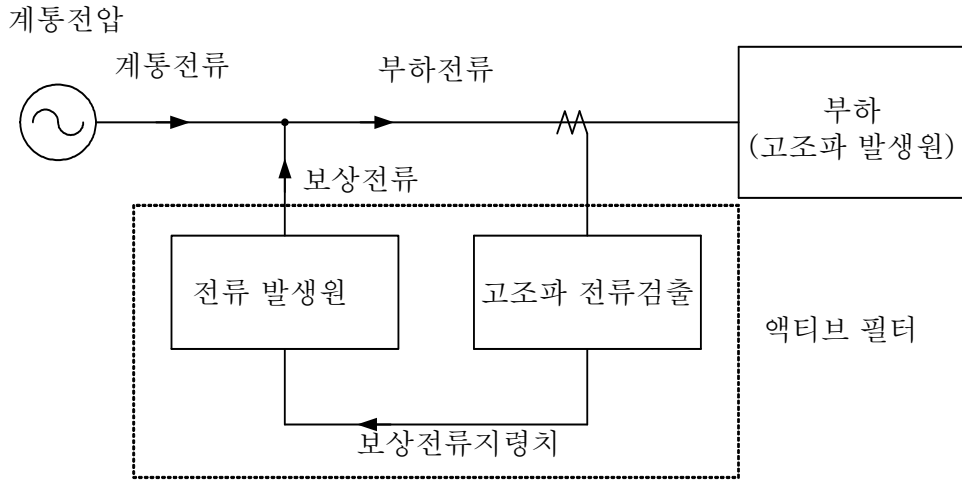 계통전압
계통전류
부하전류
부하
(고조파 발생원)
보상전류
전류 발생원
고조파 전류검출
액티브 필터
보상전류지령치